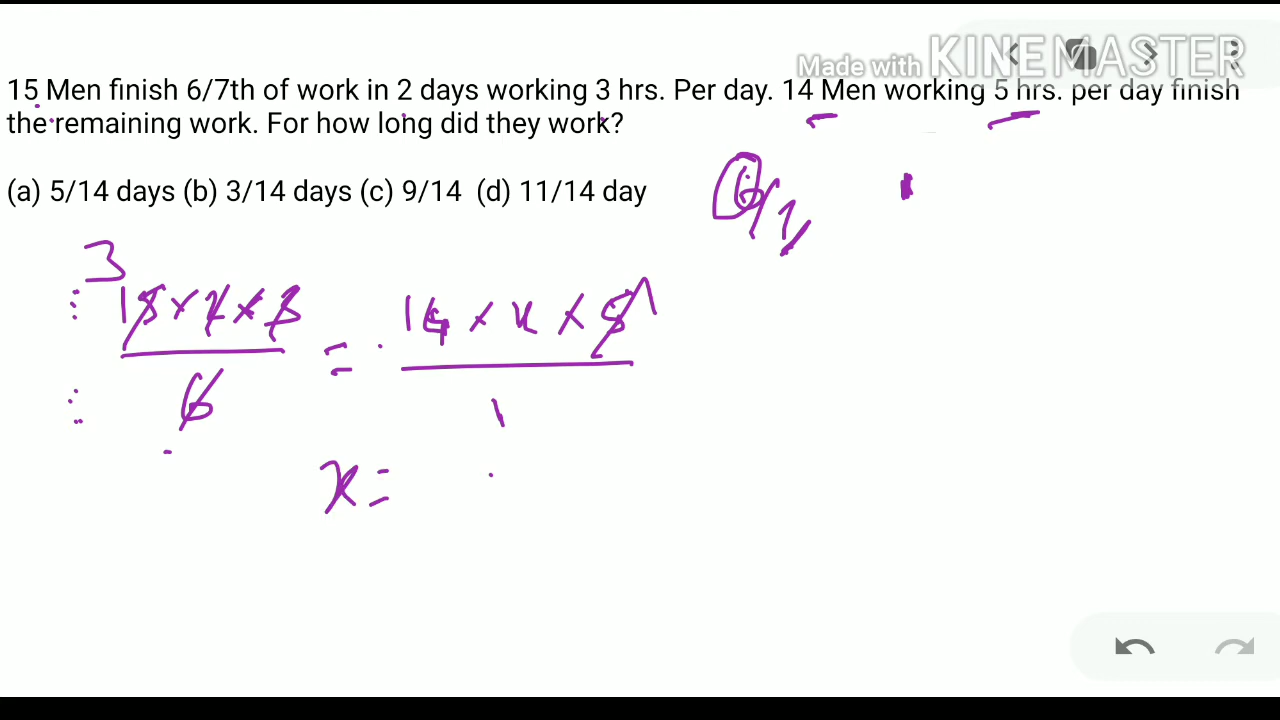 Made with KINEMASTER
15 Men finish 6/7th of work in 2 days working 3 hrs. Per day. 14 Men working 5 hrs. per day finish
the remaining work. For how long did they work?
(a) 5/14 days (b) 3/14 days (c) 9/14 (d) 11/14 day
6/7
3
15 × 2 × 3 = 14 × x × 5 1
6 1
x =